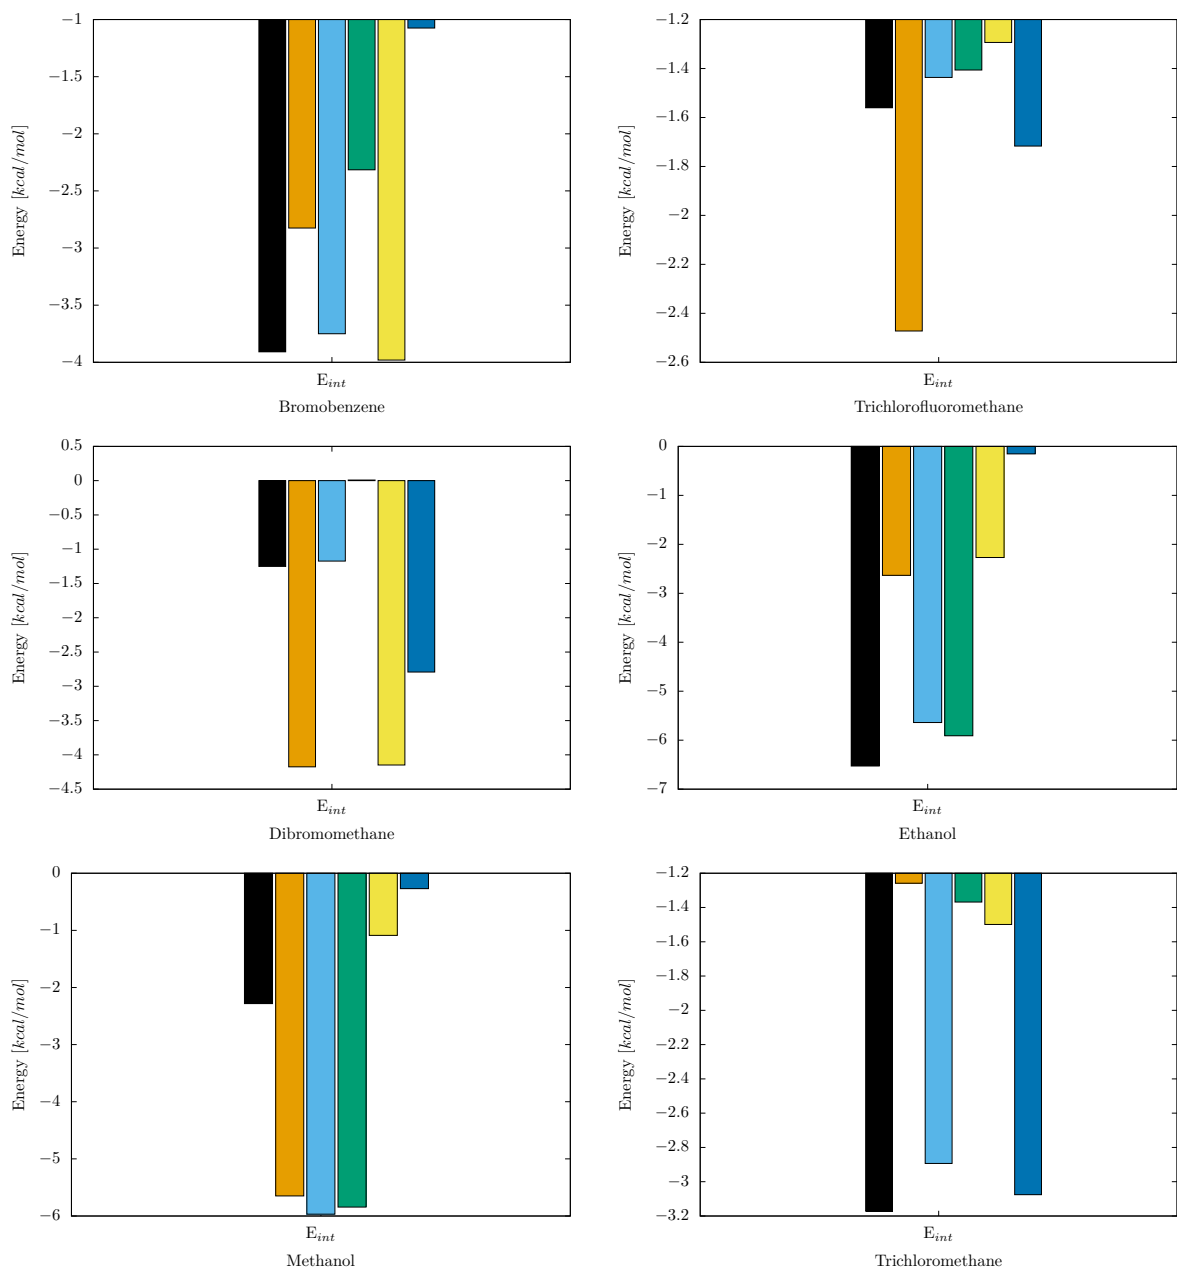 −1
−1.5
−2
−2.5
−3
−3.5
−4
Energy [kcal/mol]
E_int
Bromobenzene
−1.2
−1.4
−1.6
−1.8
−2
−2.2
−2.4
−2.6
Energy [kcal/mol]
E_int
Trichlorofluoromethane
0.5
0
−0.5
−1
−1.5
−2
−2.5
−3
−3.5
−4
−4.5
Energy [kcal/mol]
E_int
Dibromomethane
0
−1
−2
−3
−4
−5
−6
−7
Energy [kcal/mol]
E_int
Ethanol
0
−1
−2
−3
−4
−5
−6
Energy [kcal/mol]
E_int
Methanol
−1.2
−1.4
−1.6
−1.8
−2
−2.2
−2.4
−2.6
−2.8
−3
−3.2
Energy [kcal/mol]
E_int
Trichloromethane